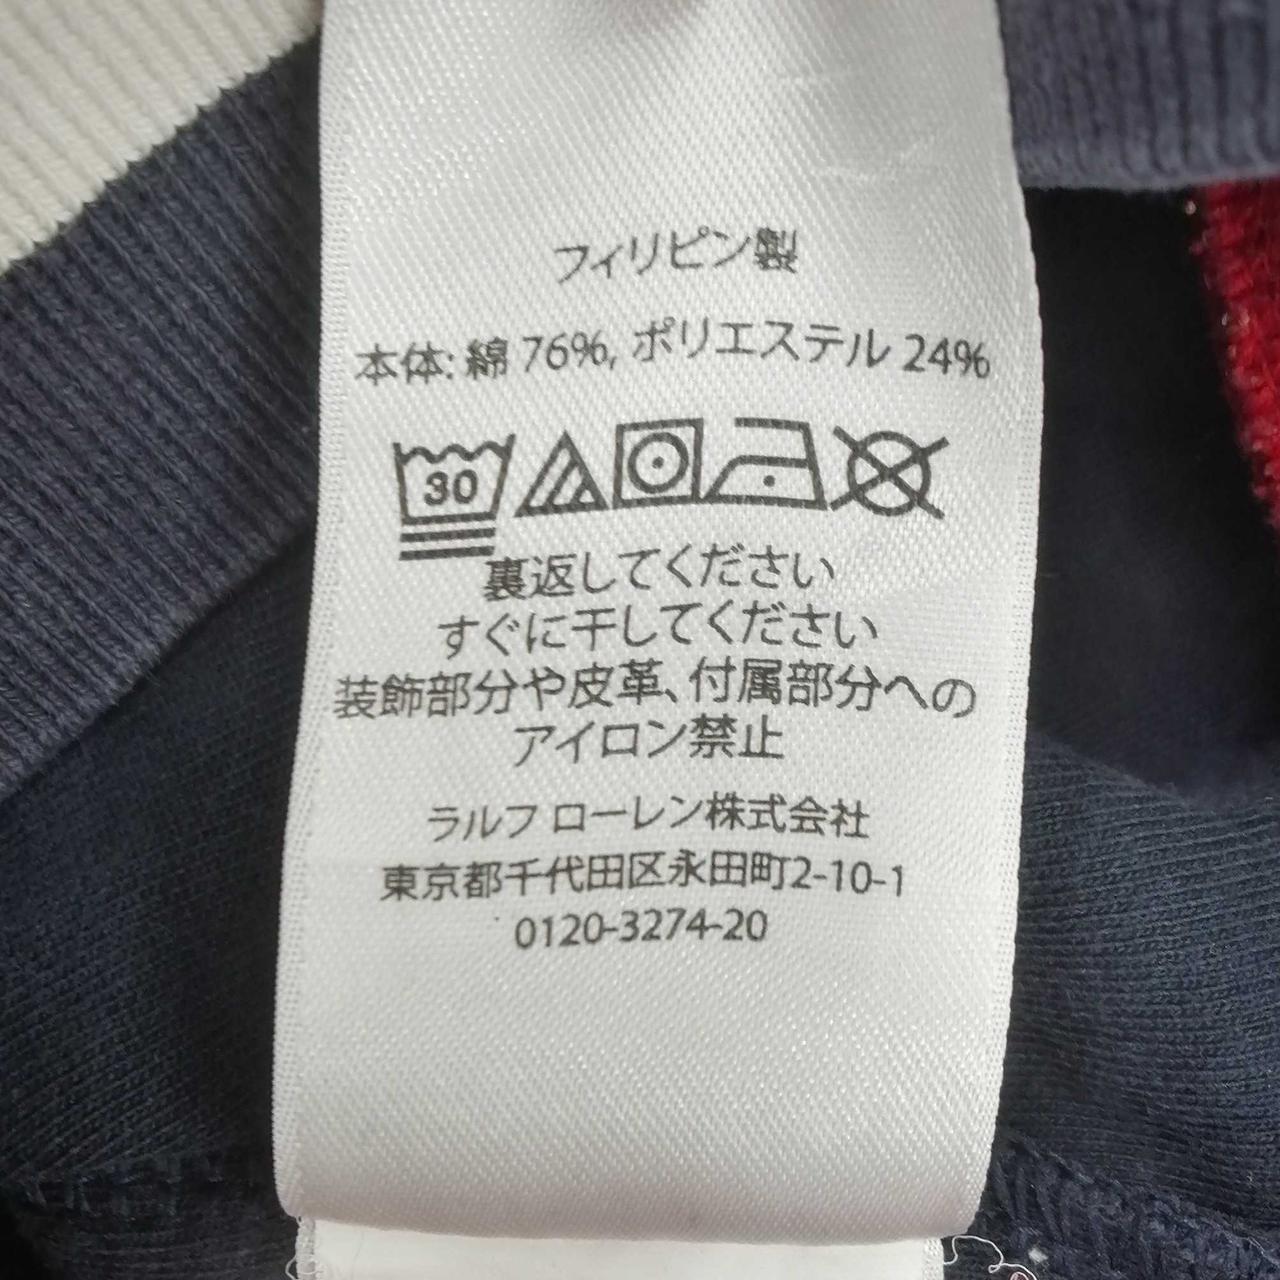 フィリピン製
本体: 綿 76%, ポリエステル 24%
30
裏返してください
すぐに干してください
装飾部分や皮革、付属部分への
アイロン禁止
ラルフ ローレン株式会社
東京都千代田区永田町2-10-1
0120-3274-20